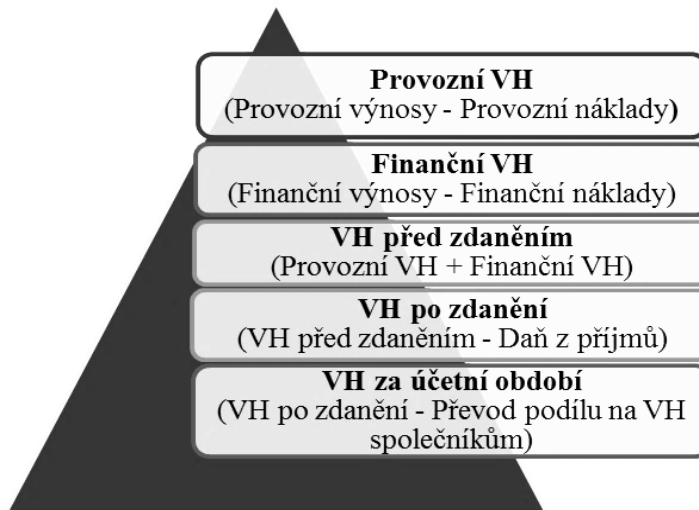 Provozní VH
(Provozní výnosy - Provozní náklady)
Finanční VH
(Finanční výnosy - Finanční náklady)
VH před zdaněním
(Provozní VH + Finanční VH)
VH po zdanění
(VH před zdaněním - Daň z příjmů)
VH za účetní období
(VH po zdanění - Převod podílu na VH
společníkům)